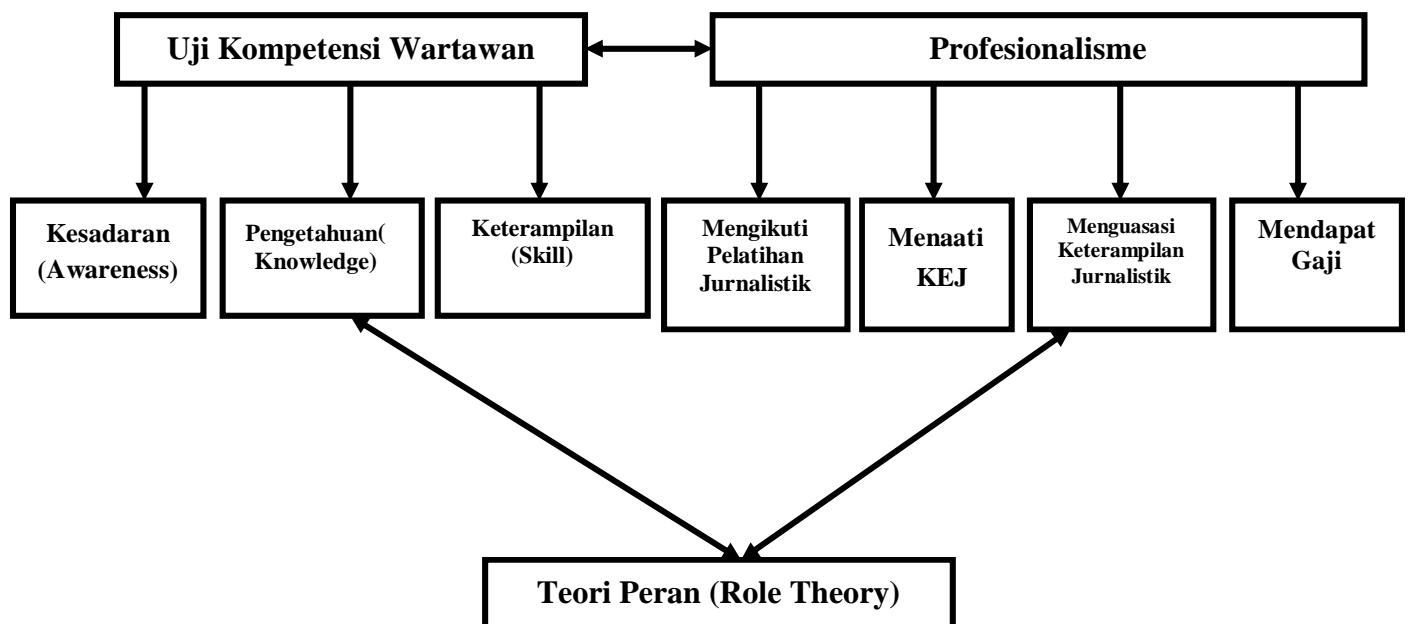 Uji Kompetensi Wartawan
Profesionalisme
Kesadaran
(Awareness)
Pengetahuan(
Knowledge)
Keterampilan
(Skill)
Mengikuti
Pelatihan
Jurnalistik
Menaati
KEJ
Menguasasi
Keterampilan
Jurnalistik
Mendapat
Gaji
Teori Peran (Role Theory)